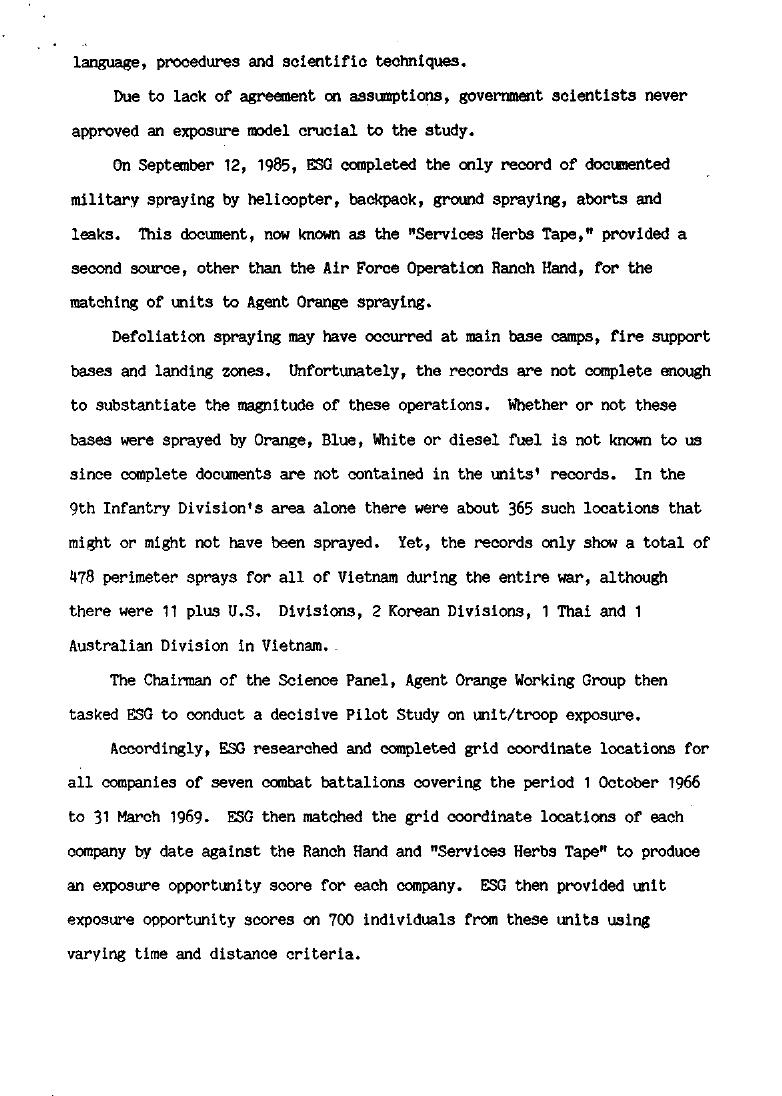 language, procedures and scientific techniques.
Due to lack of agreement on assumptions, government scientists never
approved an exposure model crucial to the study.
On September 12, 1985, ESG completed the only record of documented
military spraying by helicopter, backpack, ground spraying, aborts and
leaks.  This document, now known as the "Services Herbs Tape," provided a
second source, other than the Air Force Operation Ranch Hand, for the
matching of units to Agent Orange spraying.
Defoliation spraying may have occurred at main base camps, fire support
bases and landing zones.  Unfortunately, the records are not complete enough
to substantiate the magnitude of these operations.  Whether or not these
bases were sprayed by Orange, Blue, White or diesel fuel is not known to us
since complete documents are not contained in the units' records.  In the
9th Infantry Division's area alone there were about 365 such locations that
might or might not have been sprayed.  Yet, the records only show a total of
478 perimeter sprays for all of Vietnam during the entire war, although
there were 11 plus U.S.  Divisions, 2 Korean Divisions, 1 Thai and 1
Australian Division in Vietnam.
The Chairman of the Science Panel, Agent Orange Working Group then
tasked ESG to conduct a decisive Pilot Study on unit/troop exposure.
Accordingly, ESG researched and completed grid coordinate locations for
all companies of seven combat battalions covering the period 1 October 1966
to 31 March 1969.  ESG then matched the grid coordinate locations of each
company by date against the Ranch Hand and "Services Herbs Tape" to produce
an exposure opportunity score for each company.  ESG then provided unit
exposure opportunity scores on 700 individuals from these units using
varying time and distance criteria.